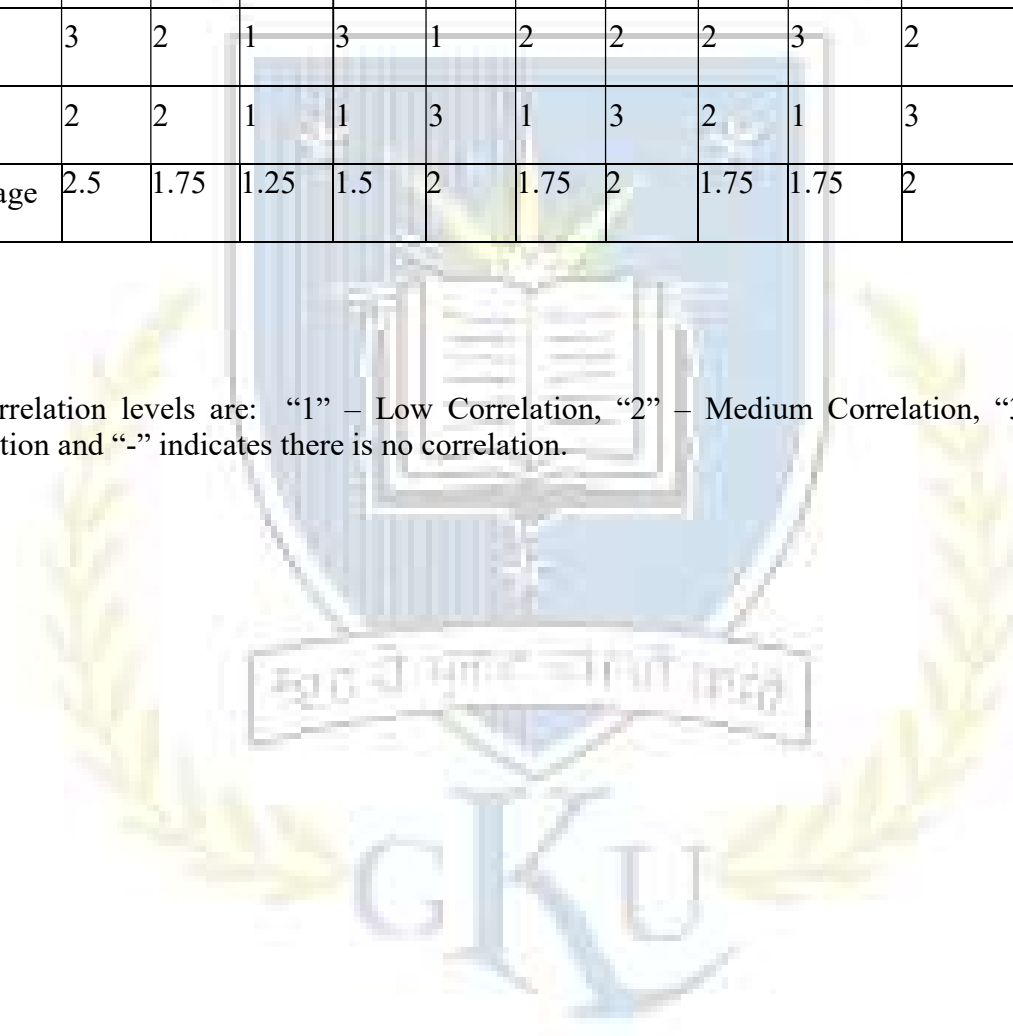 3 2 1 3 1 2 2 2 3 2
2 2 1 1 3 1 3 2 1 3
age 2.5 1.75 1.25 1.5 2 1.75 2 1.75 1.75 2
rrelation levels are: “1” – Low Correlation, “2” – Medium Correlation, “3
tion and “-” indicates there is no correlation.
GKU